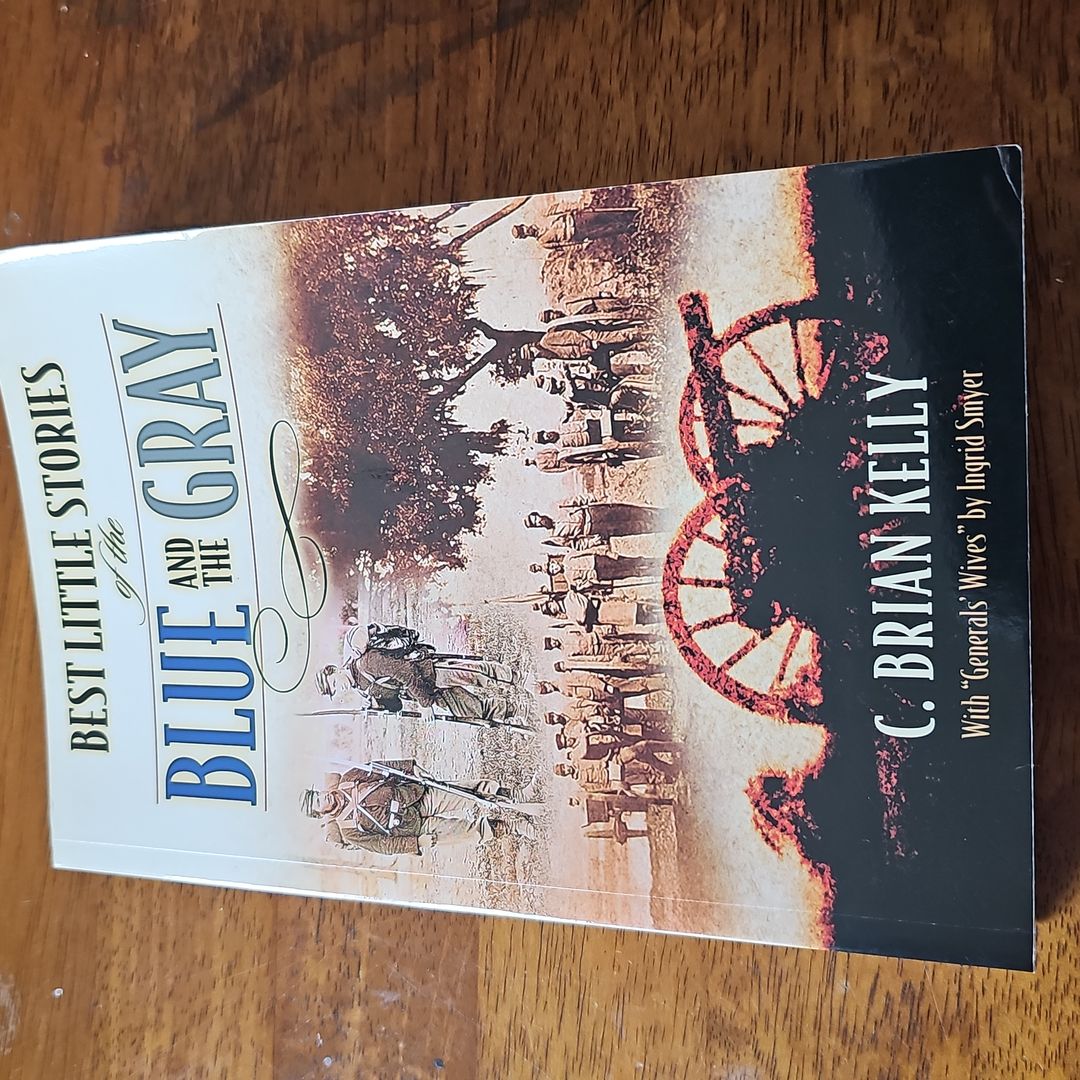 BEST LITTLE STORIES
of the
BLUE AND THE GRAY
C. BRIAN KELLY
With "Generals' Wives" by Ingrid Smyer